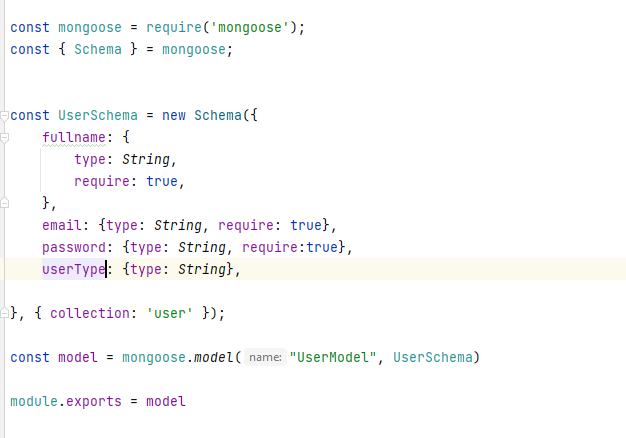 const mongoose = require('mongoose');
const { Schema } = mongoose;
const UserSchema = new Schema({
fullname: {
type: String,
require: true,
},
email: {type: String, require: true},
password: {type: String, require:true},
userType: {type: String},
}, { collection: 'user' });
const model = mongoose.model( name: "UserModel", UserSchema)
module.exports = model